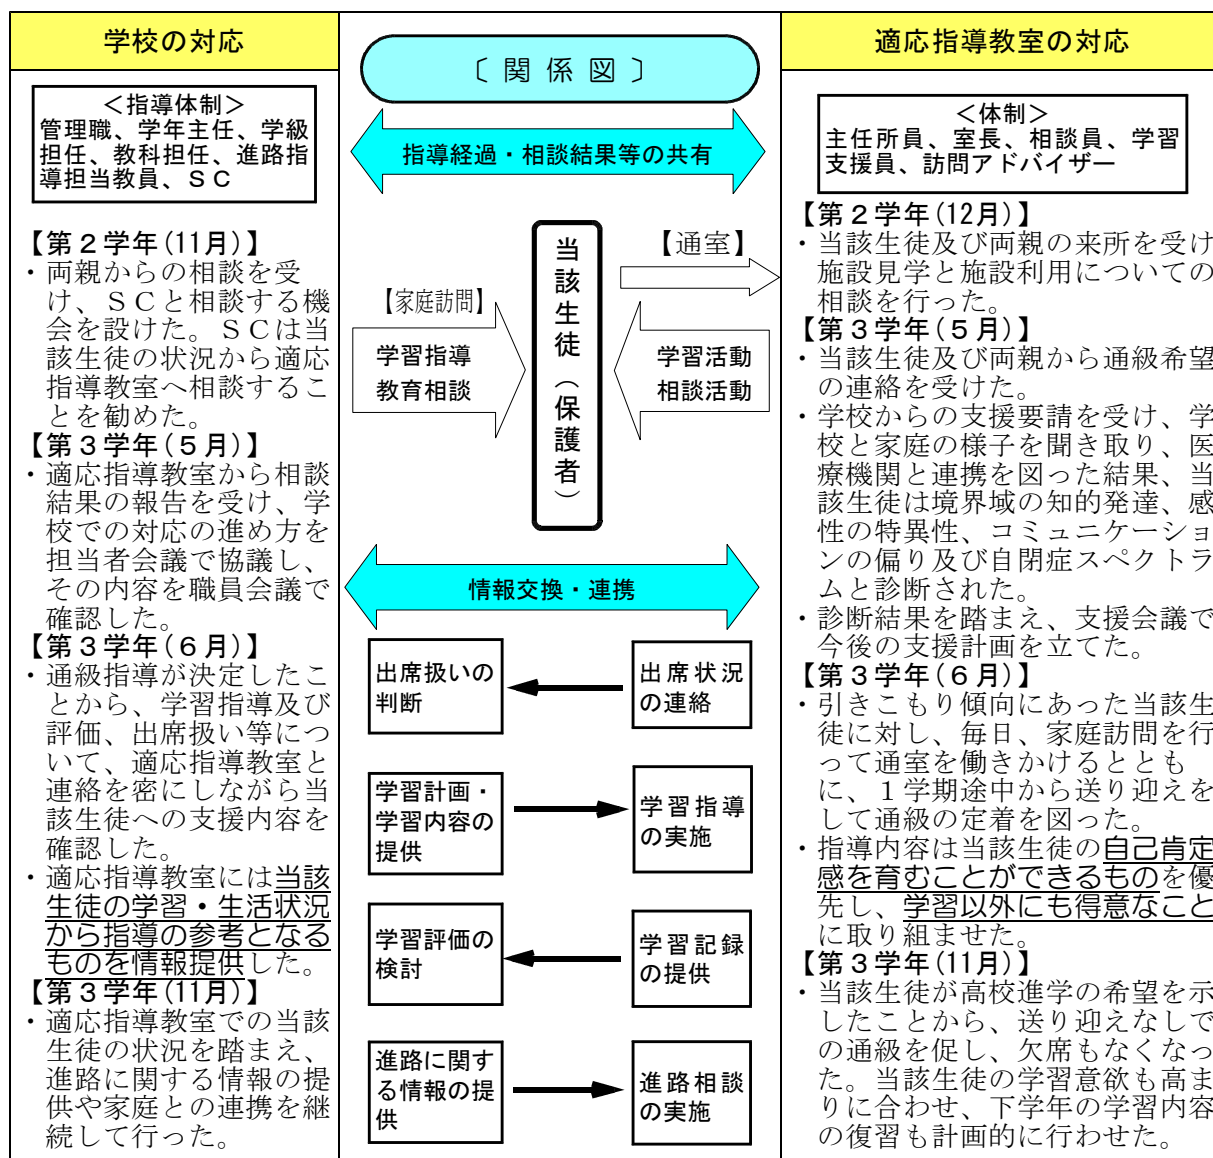 学校の対応
＜指導体制＞
管理職、学年主任、学級
担任、教科担任、進路指
導担当教員、ＳＣ
【第２学年(11月)】
・両親からの相談を受
け、ＳＣと相談する機
会を設けた。ＳＣは当
該生徒の状況から適応
指導教室へ相談するこ
とを勧めた。
【第３学年(５月)】
・適応指導教室から相談
結果の報告を受け、学
校での対応の進め方を
担当者会議で協議し、
その内容を職員会議で
確認した。
【第３学年(６月)】
・通級指導が決定したこ
とから、学習指導及び
評価、出席扱い等につ
いて、適応指導教室と
連絡を密にしながら当
該生徒への支援内容を
確認した。
・適応指導教室には当該
生徒の学習・生活状況
から指導の参考となる
ものを情報提供した。
【第３学年(11月)】
・適応指導教室での当該
生徒の状況を踏まえ、
進路に関する情報の提
供や家庭との連携を継
続して行った。
〔関係図〕
指導経過・相談結果等の共有
【家庭訪問】
学習指導
教育相談
当該生徒（保護者）
【通室】
学習活動
相談活動
情報交換・連携
出席扱いの
判断
出席状況
の連絡
学習計画・
学習内容の
提供
学習指導
の実施
学習評価の
検討
学習記録
の提供
進路に関す
る情報の提
供
進路相談
の実施
適応指導教室の対応
＜体制＞
主任所員、室長、相談員、学習
支援員、訪問アドバイザー
【第２学年(12月)】
・当該生徒及び両親の来所を受け
施設見学と施設利用についての
相談を行った。
【第３学年(５月)】
・当該生徒及び両親から通級希望
の連絡を受けた。
・学校からの支援要請を受け、学
校と家庭の様子を聞き取り、医
療機関と連携を図った結果、当
該生徒は境界域の知的発達、感
性の特異性、コミュニケーショ
ンの偏り及び自閉症スペクトラ
ムと診断された。
・診断結果を踏まえ、支援会議で
今後の支援計画を立てた。
【第３学年(６月)】
・引きこもり傾向にあった当該生
徒に対し、毎日、家庭訪問を行
って通室を働きかけるととも
に、１学期途中から送り迎えを
して通級の定着を図った。
・指導内容は当該生徒の自己肯定
感を育むことができるものを優
先し、学習以外にも得意なこと
に取り組ませた。
【第３学年(11月)】
・当該生徒が高校進学の希望を示
したことから、送り迎えなしで
の通級を促し、欠席もなくなっ
た。当該生徒の学習意欲も高ま
りに合わせ、下学年の学習内容
の復習も計画的に行わせた。